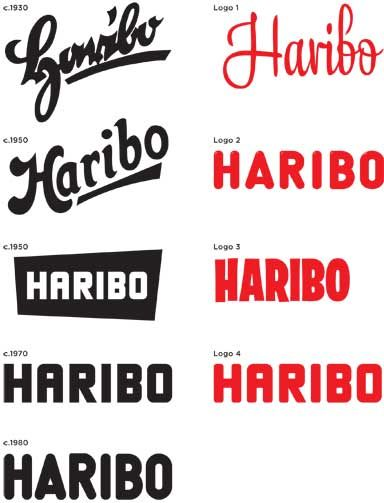 c.1930
Haribo
c.1950
Haribo
c.1950
HARIBO
c.1970
HARIBO
c.1980
HARIBO
Logo 1
Haribo
Logo 2
HARIBO
Logo 3
HARIBO
Logo 4
HARIBO